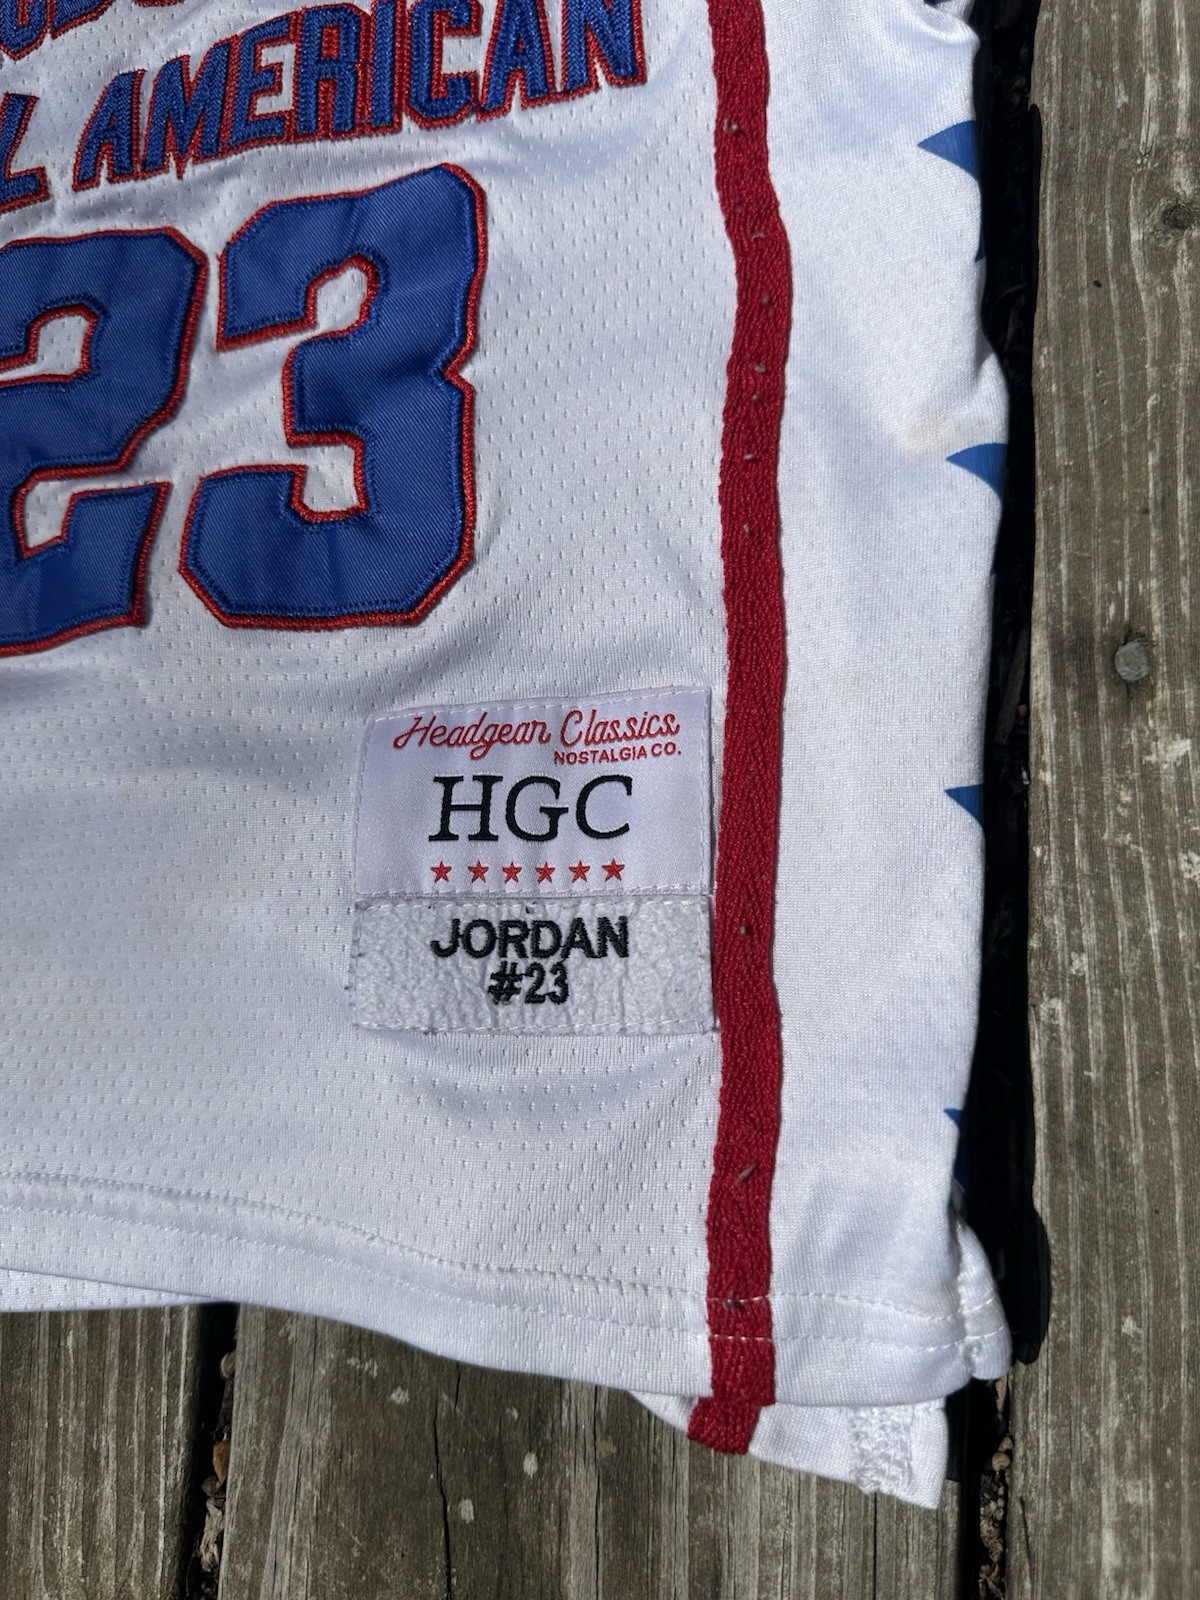 AMERICAN
23
Headgear Classics
NOSTALGIA CO.
HGC
JORDAN
#23